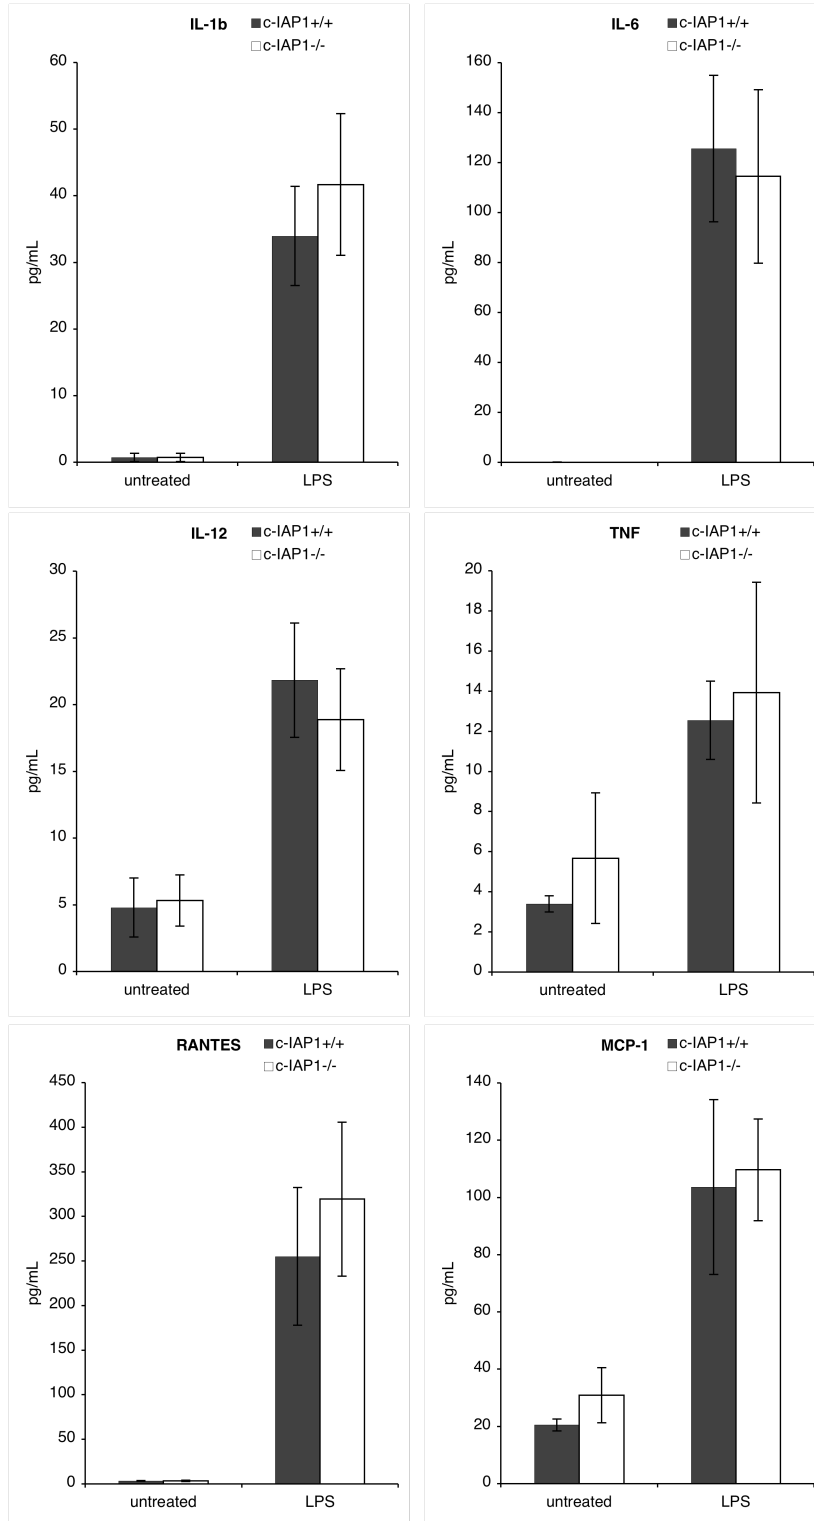 IL-1b
c-IAP1+/+
c-IAP1-/-
60
50
40
30
20
10
0
pg/mL
untreated LPS
IL-6
c-IAP1+/+
c-IAP1-/-
160
140
120
100
80
60
40
20
0
pg/mL
untreated LPS
IL-12
c-IAP1+/+
c-IAP1-/-
30
25
20
15
10
5
0
pg/mL
untreated LPS
TNF
c-IAP1+/+
c-IAP1-/-
20
18
16
14
12
10
8
6
4
2
0
pg/mL
untreated LPS
RANTES
c-IAP1+/+
c-IAP1-/-
450
400
350
300
250
200
150
100
50
0
pg/mL
untreated LPS
MCP-1
c-IAP1+/+
c-IAP1-/-
140
120
100
80
60
40
20
0
pg/mL
untreated LPS